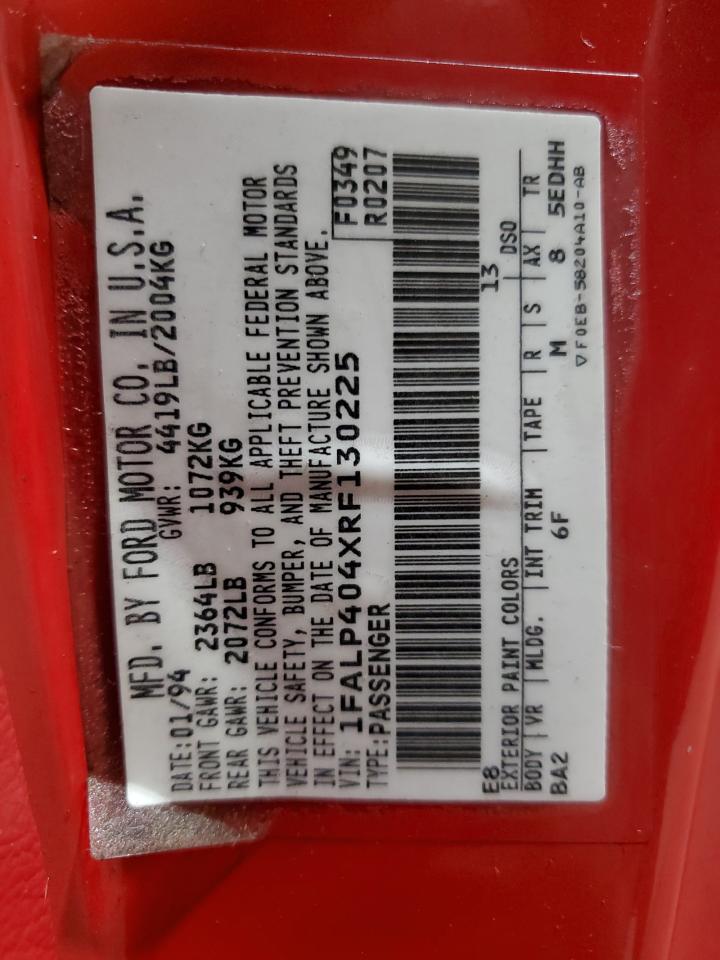 MFD. BY FORD MOTOR CO. IN U.S.A.
DATE: 01/94 GVWR: 4419LB/2004KG
FRONT GAWR: 2364LB 1072KG
REAR GAWR: 2072LB 939KG
THIS VEHICLE CONFORMS TO ALL APPLICABLE FEDERAL MOTOR
VEHICLE SAFETY, BUMPER, AND THEFT PREVENTION STANDARDS
IN EFFECT ON THE DATE OF MANUFACTURE SHOWN ABOVE.
VIN: 1FALP404XRF130225 F0349
TYPE: PASSENGER R0207
E8 13
EXTERIOR PAINT COLORS DSO
BODY VR MLDG. INT TRIM TAPE R S AX TR
BA2 6F M 8 5EDHH
▽ F0EB-58204A10-AB